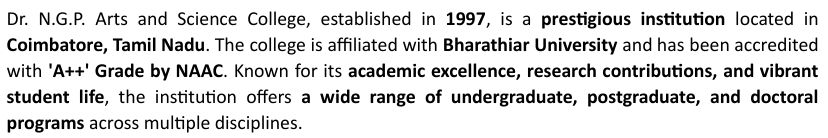 Dr. N.G.P. Arts and Science College, established in 1997, is a prestigious institution located in
Coimbatore, Tamil Nadu. The college is affiliated with Bharathiar University and has been accredited
with 'A++' Grade by NAAC. Known for its academic excellence, research contributions, and vibrant
student life, the institution offers a wide range of undergraduate, postgraduate, and doctoral
programs across multiple disciplines.